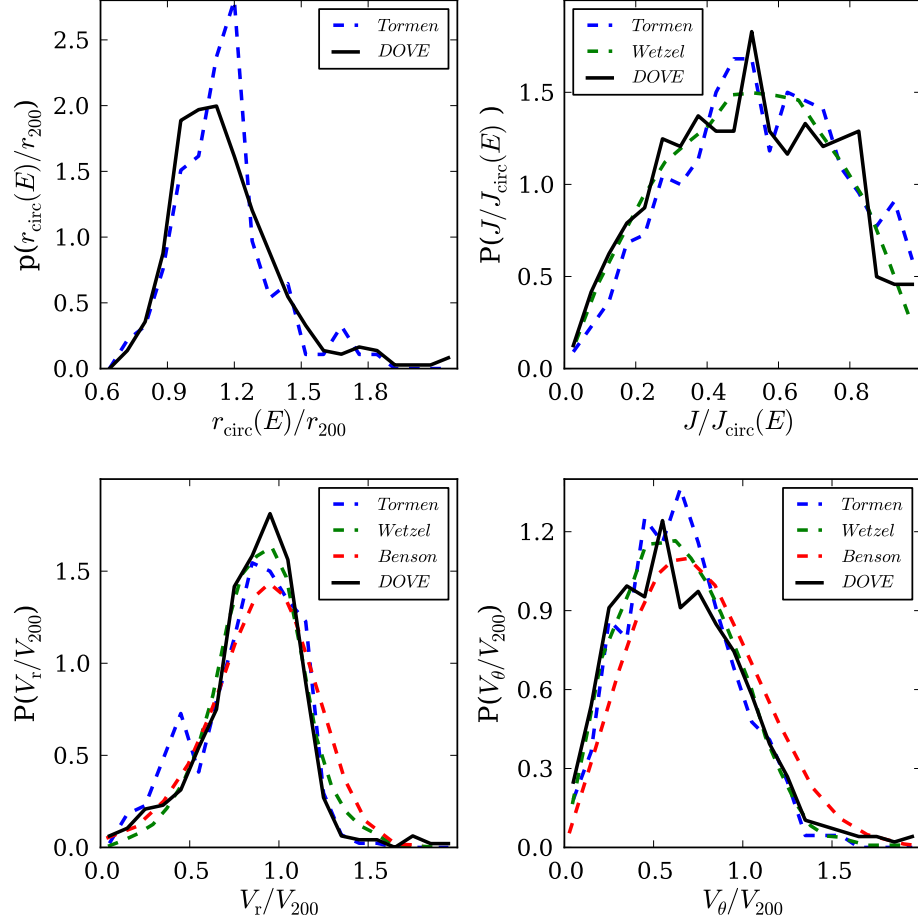 Tormen
DOVE
p(r_circ(E)/r_200)
2.5
2.0
1.5
1.0
0.5
0.0
0.6 0.9 1.2 1.5 1.8
r_circ(E)/r_200
Tormen
Wetzel
DOVE
P(J/J_circ(E) )
1.5
1.0
0.5
0.0
0.0 0.2 0.4 0.6 0.8
J/J_circ(E)
Tormen
Wetzel
Benson
DOVE
P(V_r/V_200)
1.5
1.0
0.5
0.0
0.5 1.0 1.5
V_r/V_200
Tormen
Wetzel
Benson
DOVE
P(V_θ/V_200)
1.2
0.9
0.6
0.3
0.0
0.0 0.5 1.0 1.5
V_θ/V_200